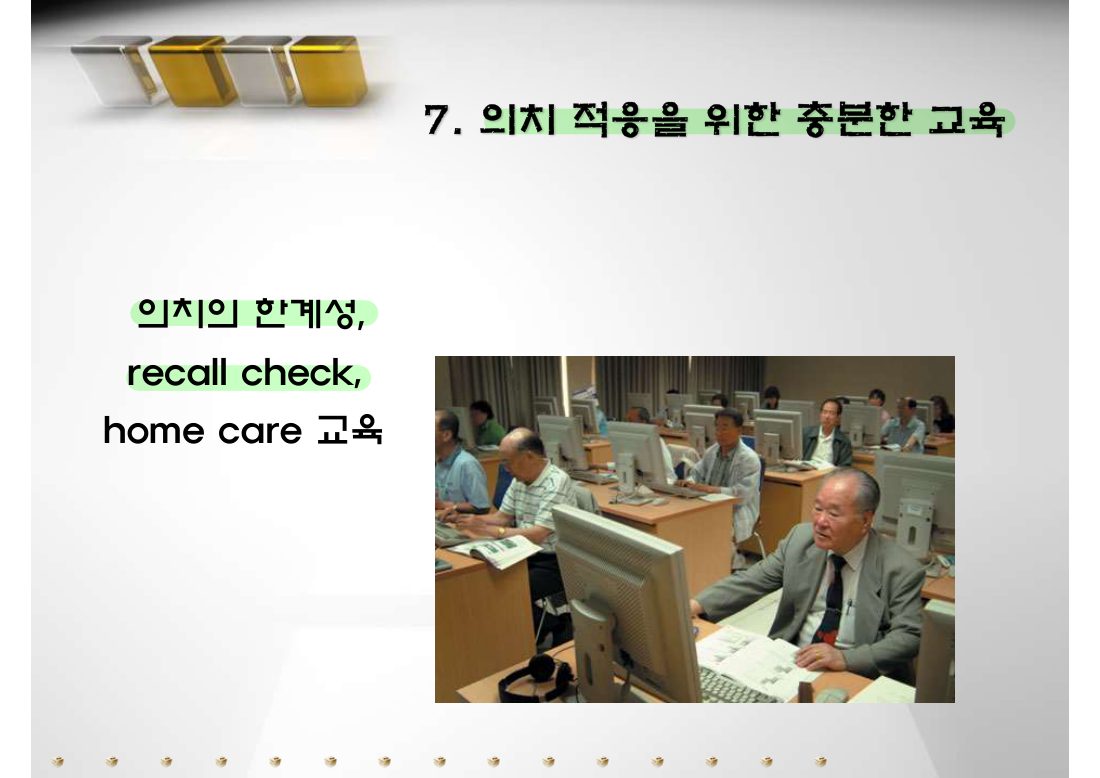 7. 의치 적응을 위한 충분한 교육
의치의 한계성,
recall check,
home care 교육